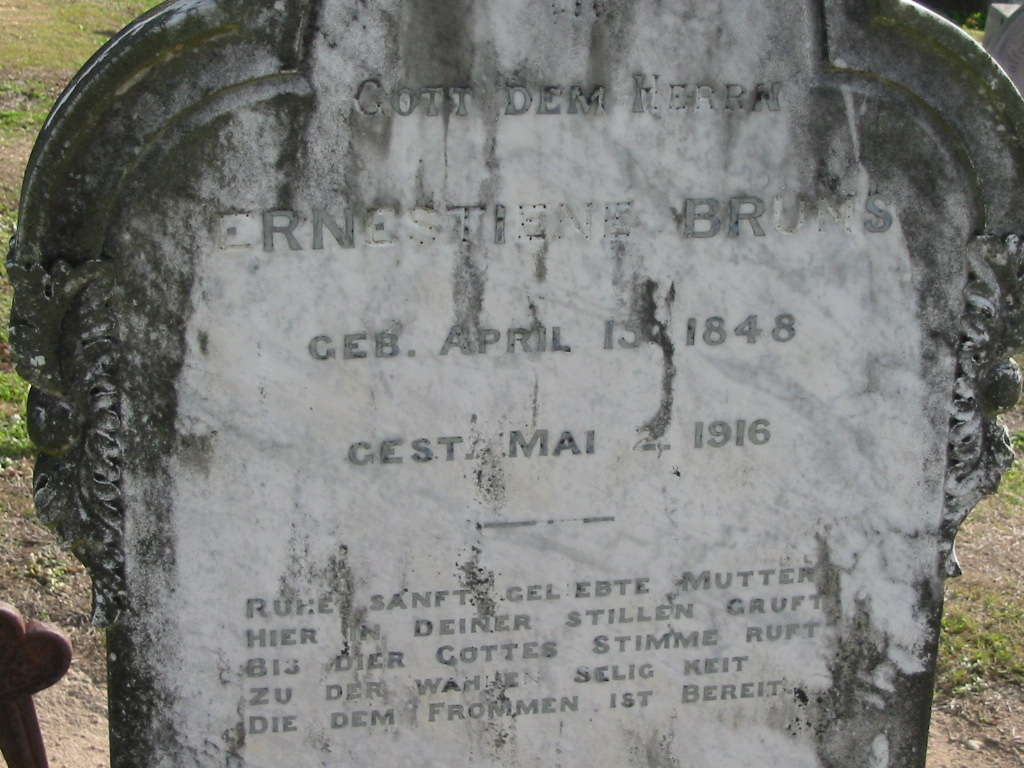 GOTT DEM HERRN
ERNESTIENE BRUNS
GEB. APRIL 1848
GEST. MAI 2. 1916
RUHE SANFT GELIEBTE MUTTER
HIER IN DEINER STILLEN GRUFT
BIS DIER GOTTES STIMME RUFT
ZU DER WAHREN SELIG KEIT
DIE DEM FROMMEN IST BEREIT